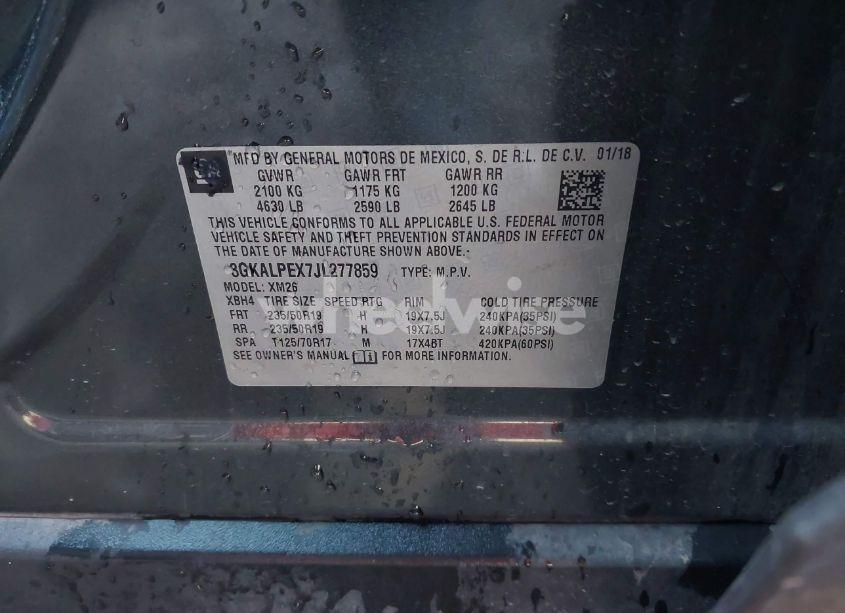 GM MFD BY GENERAL MOTORS DE MEXICO, S. DE R.L. DE C.V. 01/18
GVWR GAWR FRT GAWR RR
2100 KG 1175 KG 1200 KG
4630 LB 2590 LB 2645 LB
THIS VEHICLE CONFORMS TO ALL APPLICABLE U.S. FEDERAL MOTOR
VEHICLE SAFETY AND THEFT PREVENTION STANDARDS IN EFFECT ON
THE DATE OF MANUFACTURE SHOWN ABOVE.-
3GKALPEX7JL277859 TYPE: M.P.V.
MODEL: XM26
XBH4 TIRE SIZE SPEED RTG RIM COLD TIRE PRESSURE
FRT 235/50R19 H 19X7.5J 240KPA(35PSI)
RR 235/50R19 H 19X7.5J 240KPA(35PSI)
SPA T125/70R17 M 17X4BT 420KPA(60PSI)
SEE OWNER'S MANUAL FOR MORE INFORMATION.